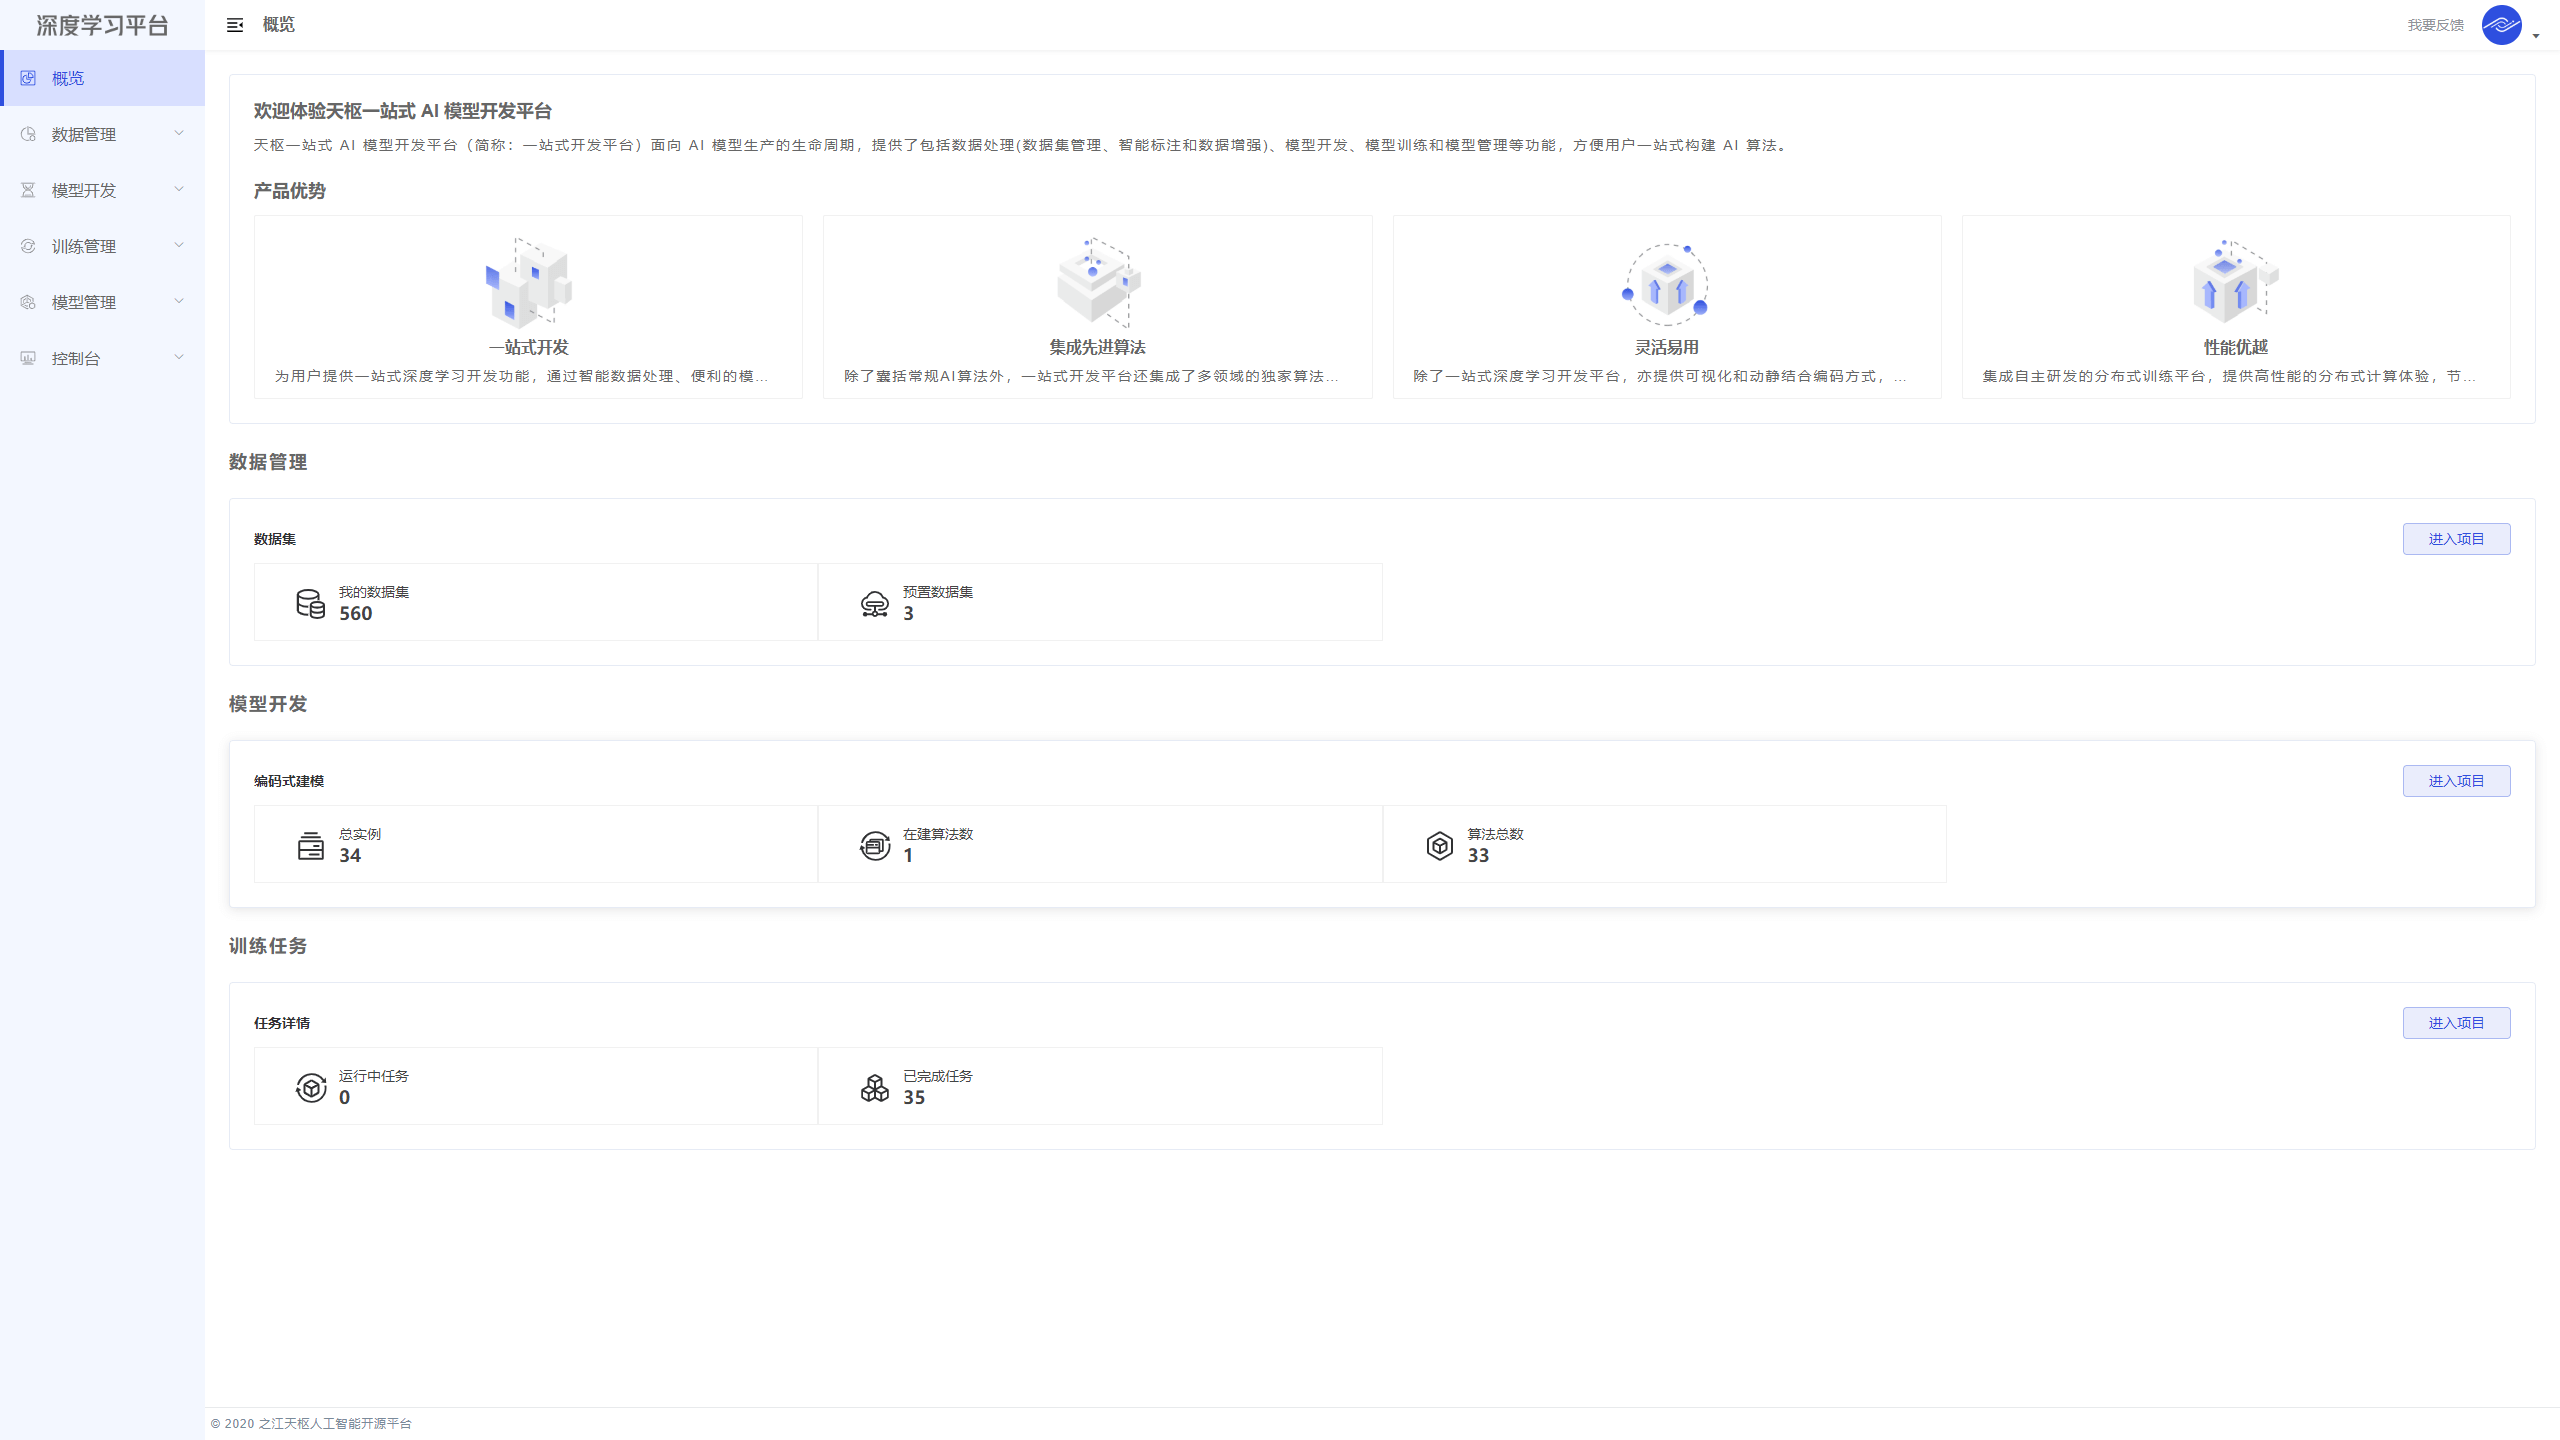 深度学习平台
概览
我要反馈
概览
数据管理
模型开发
训练管理
模型管理
控制台
欢迎体验天枢一站式 AI 模型开发平台
天枢一站式 AI 模型开发平台（简称：一站式开发平台）面向 AI 模型生产的生命周期，提供了包括数据处理(数据集管理、智能标注和数据增强)、模型开发、模型训练和模型管理等功能，方便用户一站式构建 AI 算法。
产品优势
一站式开发
为用户提供一站式深度学习开发功能，通过智能数据处理、便利的模...
集成先进算法
除了囊括常规AI算法外，一站式开发平台还集成了多领域的独家算法...
灵活易用
除了一站式深度学习开发平台，亦提供可视化和动静结合编码方式，...
性能优越
集成自主研发的分布式训练平台，提供高性能的分布式计算体验，节...
数据管理
数据集
进入项目
我的数据集
560
预置数据集
3
模型开发
编码式建模
进入项目
总实例
34
在建算法数
1
算法总数
33
训练任务
任务详情
进入项目
运行中任务
0
已完成任务
35
© 2020 之江天枢人工智能开源平台